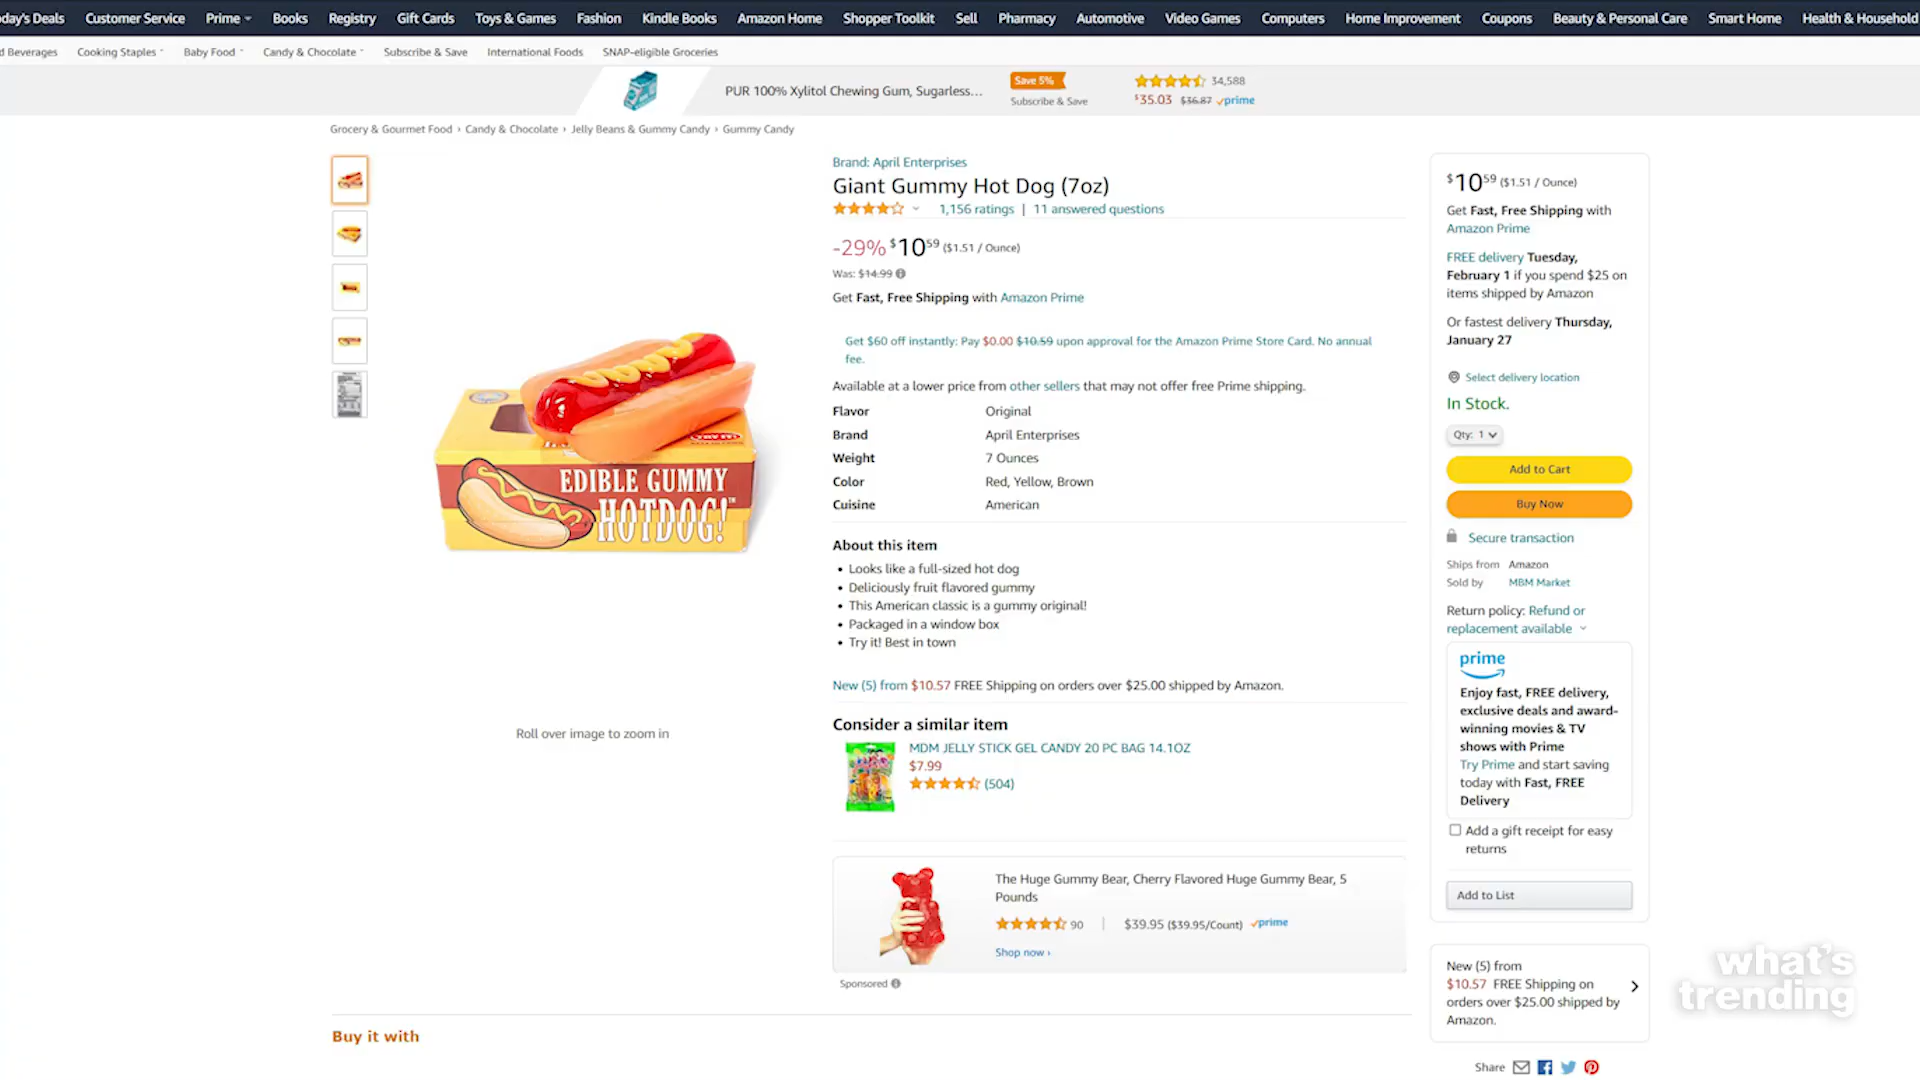 oday's Deals Customer Service Prime Books Registry Gift Cards Toys & Games Fashion Kindle Books Amazon Home Shopper Toolkit Sell Pharmacy Automotive Video Games Computers Home Improvement Coupons Beauty & Personal Care Smart Home Health & Household
d Beverages Cooking Staples Baby Food Candy & Chocolate Subscribe & Save International Foods SNAP-eligible Groceries
PUR 100% Xylitol Chewing Gum, Sugarless...
Save 5%
Subscribe & Save
34,588
$35.03 $36.87 prime
Grocery & Gourmet Food › Candy & Chocolate › Jelly Beans & Gummy Candy › Gummy Candy
EDIBLE GUMMY
HOTDOG!™
TRY IT!
Roll over image to zoom in
Brand: April Enterprises
Giant Gummy Hot Dog (7oz)
1,156 ratings | 11 answered questions
-29% $10 59 ($1.51 / Ounce)
Was: $14.99
Get Fast, Free Shipping with Amazon Prime
Get $60 off instantly: Pay $0.00 $10.59 upon approval for the Amazon Prime Store Card. No annual
fee.
Available at a lower price from other sellers that may not offer free Prime shipping.
Flavor Original
Brand April Enterprises
Weight 7 Ounces
Color Red, Yellow, Brown
Cuisine American
About this item
• Looks like a full-sized hot dog
• Deliciously fruit flavored gummy
• This American classic is a gummy original!
• Packaged in a window box
• Try it! Best in town
New (5) from $10.57 FREE Shipping on orders over $25.00 shipped by Amazon.
Consider a similar item
MDM JELLY STICK GEL CANDY 20 PC BAG 14.1OZ
$7.99
(504)
The Huge Gummy Bear, Cherry Flavored Huge Gummy Bear, 5
Pounds
90 | $39.95 ($39.95/Count) prime
Shop now ›
Sponsored
Buy it with
$10 59 ($1.51 / Ounce)
Get Fast, Free Shipping with
Amazon Prime
FREE delivery Tuesday,
February 1 if you spend $25 on
items shipped by Amazon
Or fastest delivery Thursday,
January 27
Select delivery location
In Stock.
Qty: 1
Add to Cart
Buy Now
Secure transaction
Ships from Amazon
Sold by MBM Market
Return policy: Refund or
replacement available
prime
Enjoy fast, FREE delivery,
exclusive deals and award-
winning movies & TV
shows with Prime
Try Prime and start saving
today with Fast, FREE
Delivery
Add a gift receipt for easy
returns
Add to List
New (5) from
$10.57 FREE Shipping on
orders over $25.00 shipped by
Amazon.
Share
what's
trending